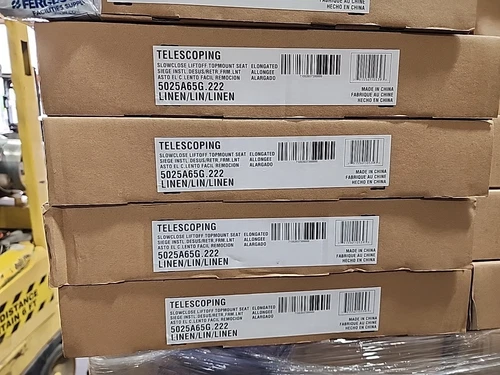 FACILITIES SUPPLY
HECHO EN CHINA
TELESCOPING
SLOWCLOSE LIFTOFF TOPMOUNT SEAT ELONGATED
SIEGE INSTL.DESUS/RETR.FRM.LNT ALLONGEE
ASTO EL C.LENTO FACIL REMOCION ALARGADO
5025A65G.222
LINEN/LIN/LINEN
MADE IN CHINA
FABRIQUE AU CHINE
HECHO EN CHINA
TELESCOPING
SLOWCLOSE LIFTOFF TOPMOUNT SEAT ELONGATED
SIEGE INSTL.DESUS/RETR.FRM.LNT ALLONGEE
ASTO EL C.LENTO FACIL REMOCION ALARGADO
5025A65G.222
LINEN/LIN/LINEN
MADE IN CHINA
FABRIQUE AU CHINE
HECHO EN CHINA
TELESCOPING
SLOWCLOSE LIFTOFF TOPMOUNT SEAT ELONGATED
SIEGE INSTL.DESUS/RETR.FRM.LNT ALLONGEE
ASTO EL C.LENTO FACIL REMOCION ALARGADO
5025A65G.222
LINEN/LIN/LINEN
MADE IN CHINA
FABRIQUE AU CHINE
HECHO EN CHINA
TELESCOPING
SLOWCLOSE LIFTOFF TOPMOUNT SEAT ELONGATED
SIEGE INSTL.DESUS/RETR.FRM.LNT ALLONGEE
ASTO EL C.LENTO FACIL REMOCION ALARGADO
5025A65G.222
LINEN/LIN/LINEN
MADE IN CHINA
FABRIQUE AU CHINE
HECHO EN CHINA
DISTANCE